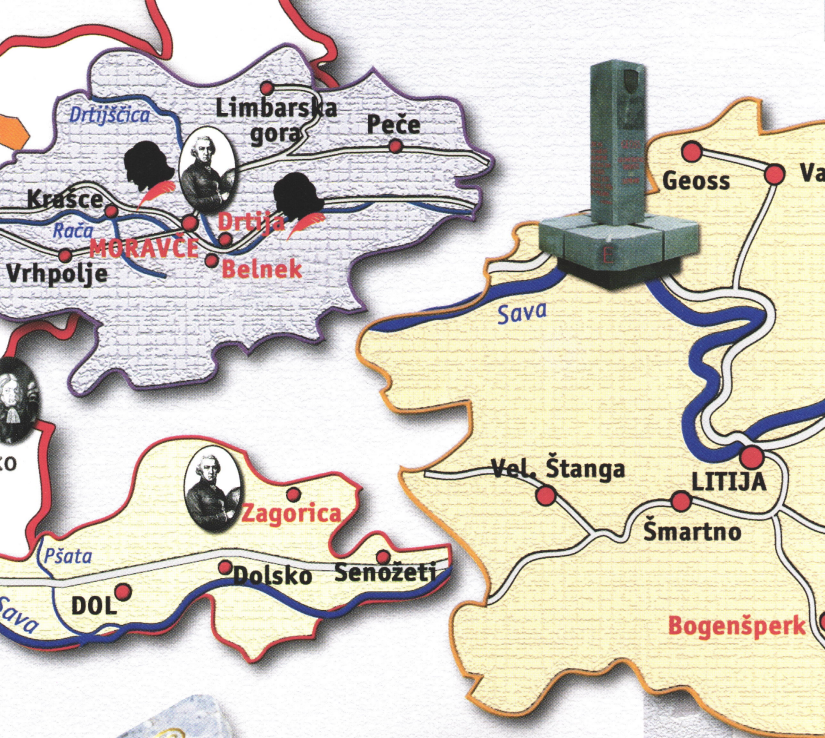 Drtijščica
Limbarska
gora
Peče
Krašce
Rača
Drtija
MORAVČE
Vrhpolje
Belnek
Geoss
Va
Sava
ko
Vel. Štanga
LITIJA
Šmartno
Bogenšperk
Zagorica
Pšata
Dolsko
Senožeti
DOL
Sava